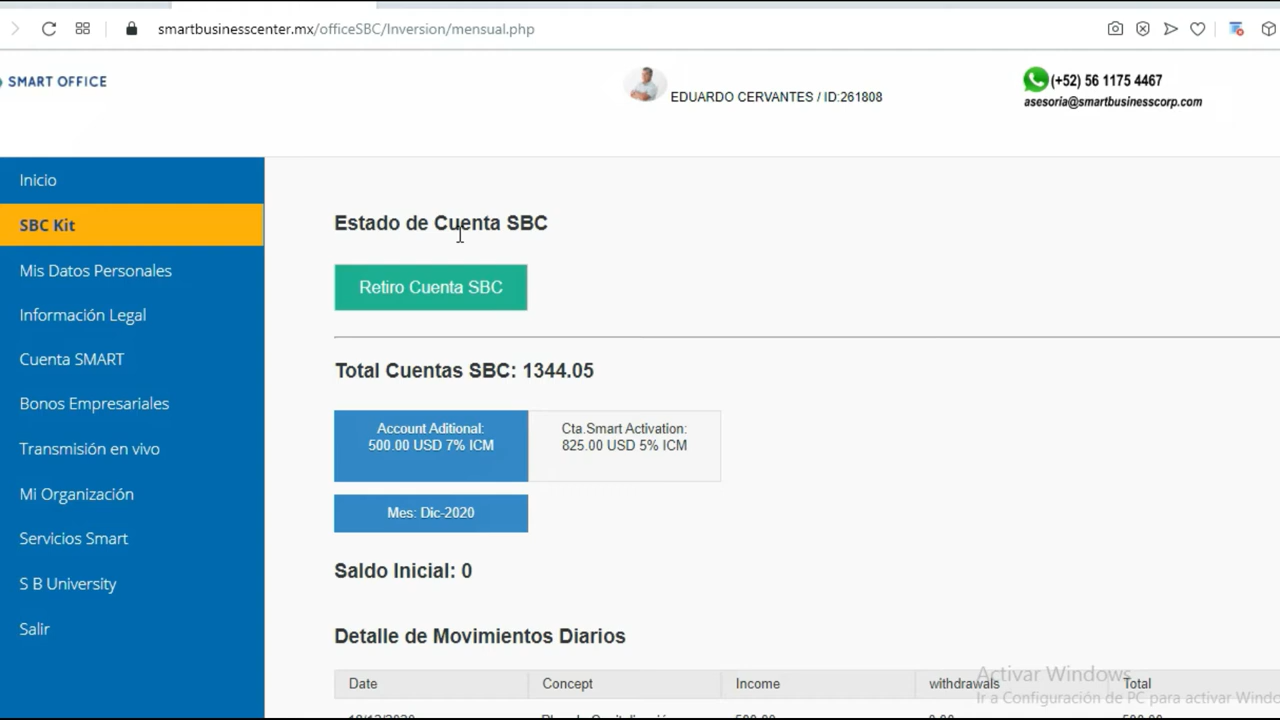 smartbusinesscenter.mx/officeSBC/Inversion/mensual.php
SMART OFFICE
EDUARDO CERVANTES / ID:261808
(+52) 56 1175 4467
asesoria@smartbusinesscorp.com
Inicio
SBC Kit
Mis Datos Personales
Información Legal
Cuenta SMART
Bonos Empresariales
Transmisión en vivo
Mi Organización
Servicios Smart
S B University
Salir
Estado de Cuenta SBC
Retiro Cuenta SBC
Total Cuentas SBC: 1344.05
Account Aditional:
500.00 USD 7% ICM
Cta.Smart Activation:
825.00 USD 5% ICM
Mes: Dic-2020
Saldo Inicial: 0
Detalle de Movimientos Diarios
Date Concept Income withdrawals Total
Activar Windows
Ir a Configuración de PC para activar Windo